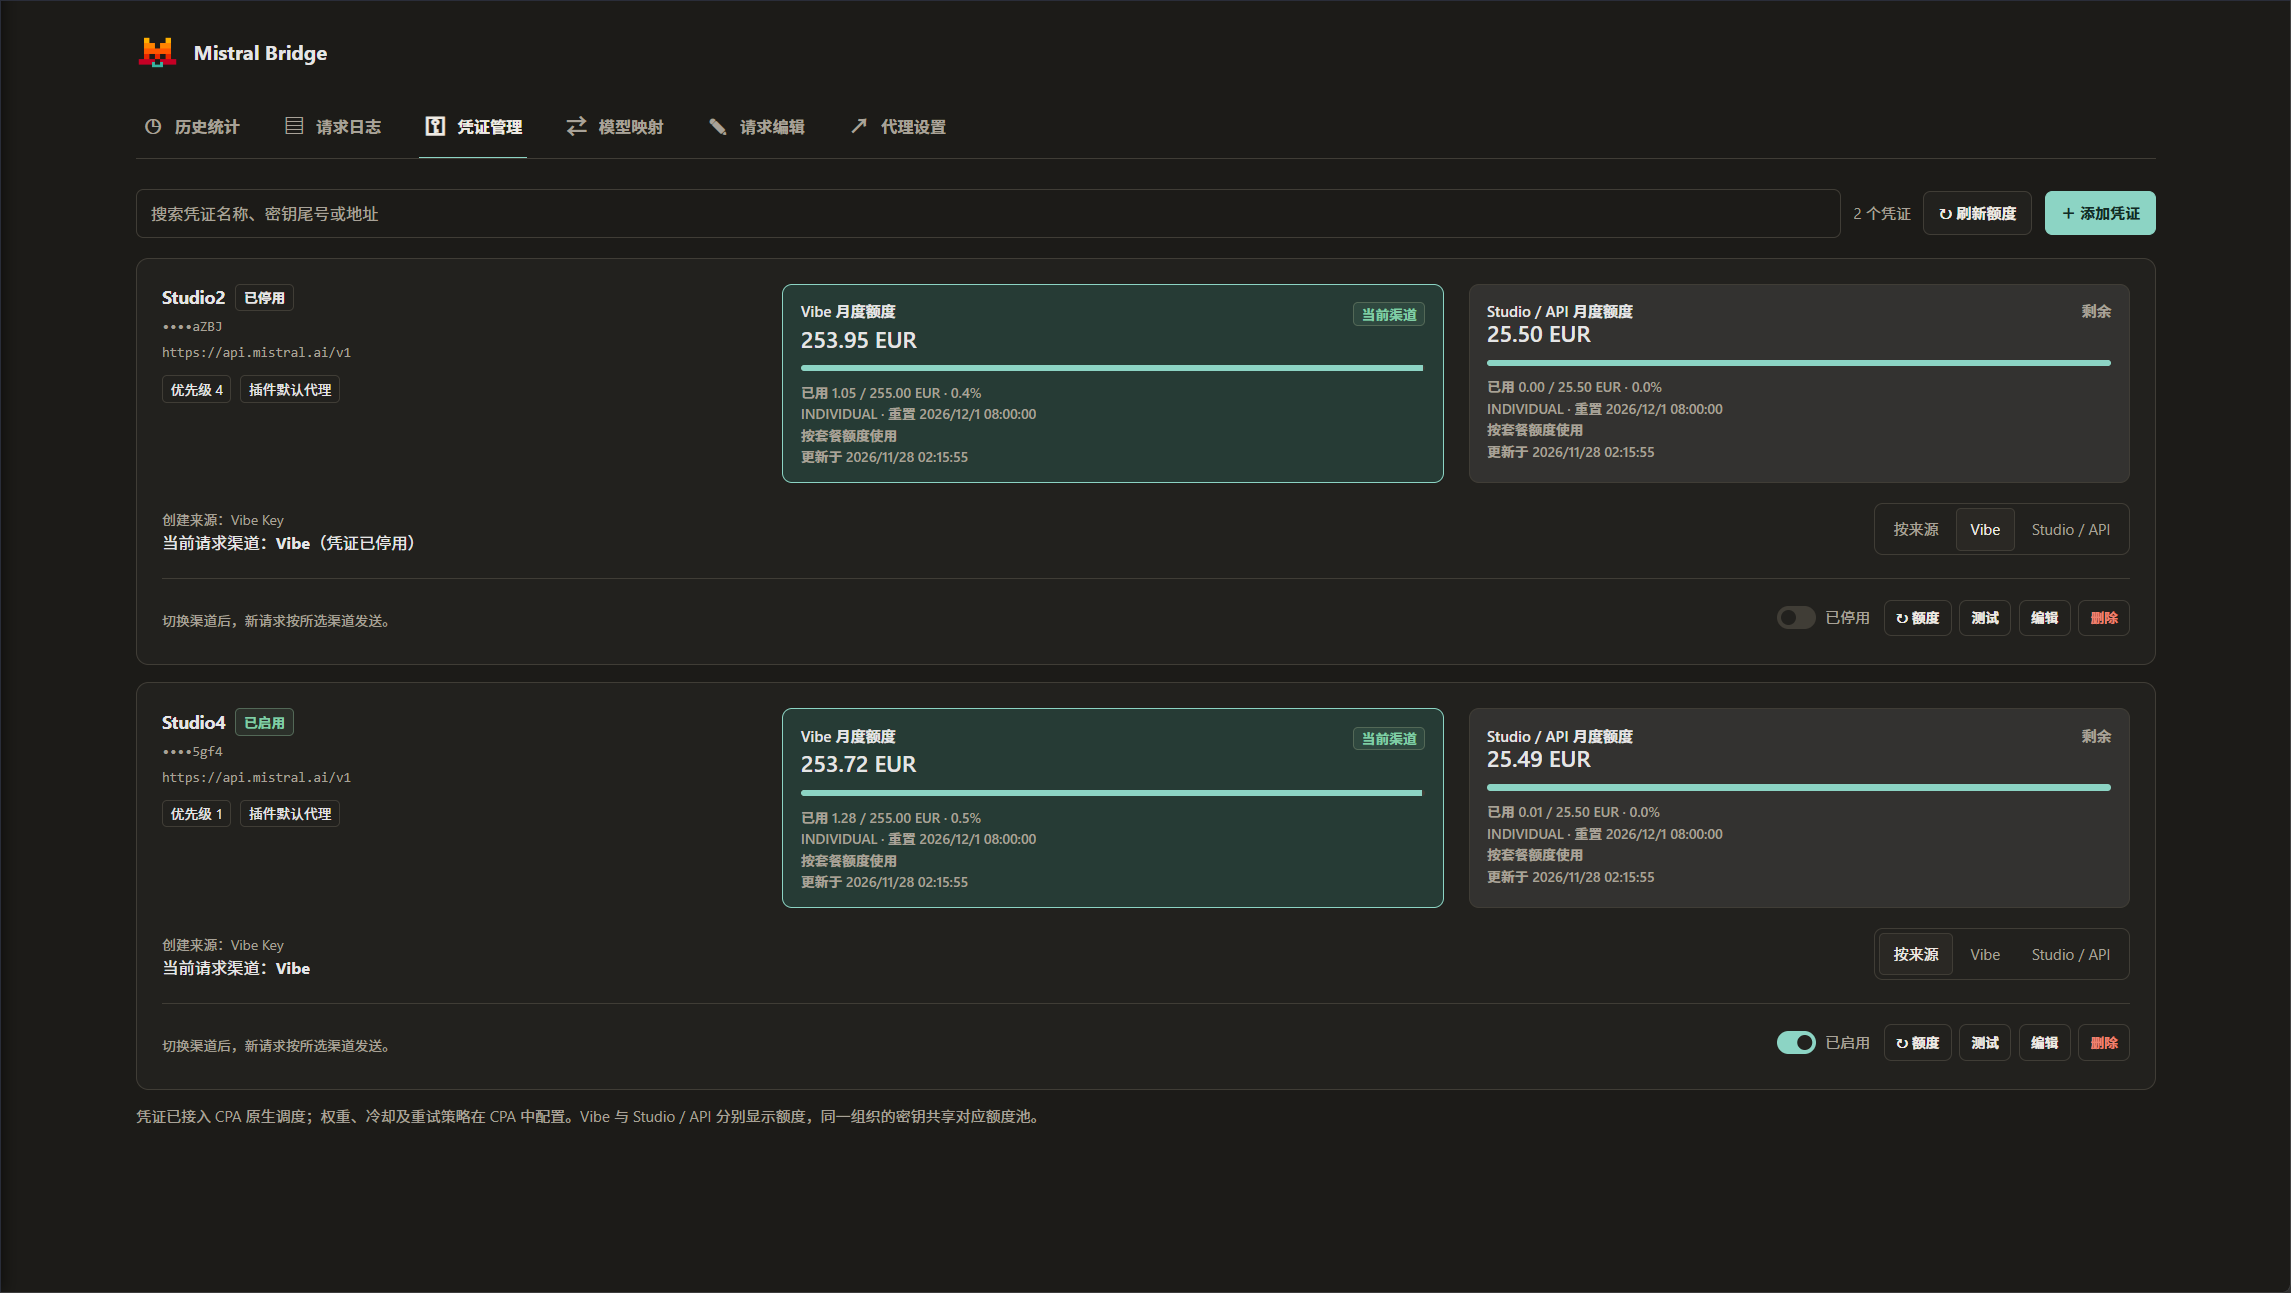 Mistral Bridge
历史统计 请求日志 凭证管理 模型映射 请求编辑 代理设置
搜索凭证名称、密钥尾号或地址
2 个凭证
↻ 刷新额度
+ 添加凭证
Studio2 已停用
••••aZBJ
https://api.mistral.ai/v1
优先级 4 插件默认代理
Vibe 月度额度 当前渠道
253.95 EUR
已用 1.05 / 255.00 EUR · 0.4%
INDIVIDUAL · 重置 2026/12/1 08:00:00
按套餐额度使用
更新于 2026/11/28 02:15:55
Studio / API 月度额度 剩余
25.50 EUR
已用 0.00 / 25.50 EUR · 0.0%
INDIVIDUAL · 重置 2026/12/1 08:00:00
按套餐额度使用
更新于 2026/11/28 02:15:55
创建来源：Vibe Key
当前请求渠道：Vibe（凭证已停用）
按来源 Vibe Studio / API
切换渠道后，新请求按所选渠道发送。
已停用 ↻ 额度 测试 编辑 删除
Studio4 已启用
••••5gf4
https://api.mistral.ai/v1
优先级 1 插件默认代理
Vibe 月度额度 当前渠道
253.72 EUR
已用 1.28 / 255.00 EUR · 0.5%
INDIVIDUAL · 重置 2026/12/1 08:00:00
按套餐额度使用
更新于 2026/11/28 02:15:55
Studio / API 月度额度 剩余
25.49 EUR
已用 0.01 / 25.50 EUR · 0.0%
INDIVIDUAL · 重置 2026/12/1 08:00:00
按套餐额度使用
更新于 2026/11/28 02:15:55
创建来源：Vibe Key
当前请求渠道：Vibe
按来源 Vibe Studio / API
切换渠道后，新请求按所选渠道发送。
已启用 ↻ 额度 测试 编辑 删除
凭证已接入 CPA 原生调度；权重、冷却及重试策略在 CPA 中配置。Vibe 与 Studio / API 分别显示额度，同一组织的密钥共享对应额度池。